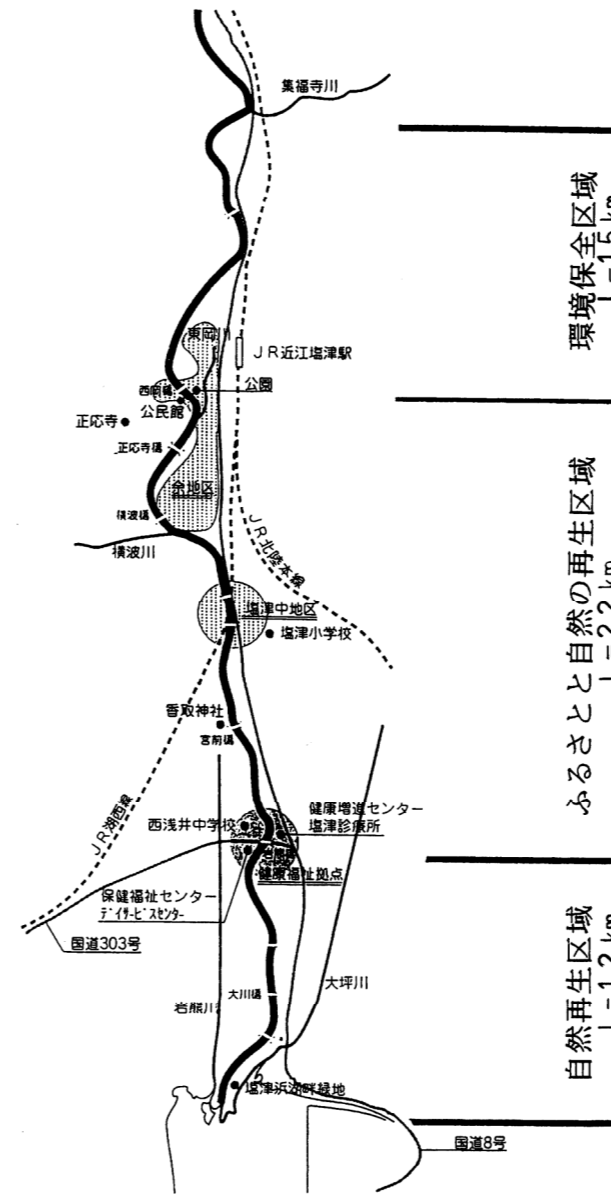 集福寺川
環境保全区域
L=1.5km
東岡川
JR近江塩津駅
公園
西岡橋
公民館
正応寺
正応寺橋
余地区
横波橋
横波川
JR北陸本線
ふるさとと自然の再生区域
L=2.2km
塩津中地区
塩津小学校
香取神社
宮前橋
JR湖西線
健康増進センター
塩津診療所
西浅井中学校
健康福祉拠点
保健福祉センター
デイサービスセンター
国道303号
自然再生区域
L=1.2km
大川橋
大坪川
岩熊川
塩津浜湖畔緑地
国道8号